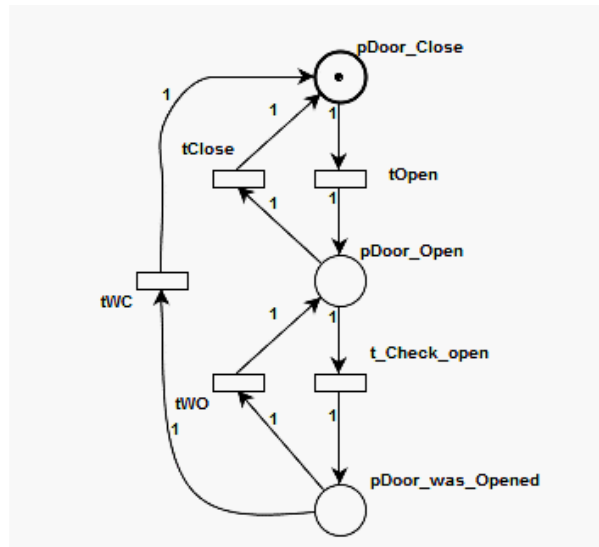 pDoor_Close
1
1
1
tClose
tOpen
1
1
pDoor_Open
tWC
1
1
t_Check_open
tWO
1
1
1
pDoor_was_Opened